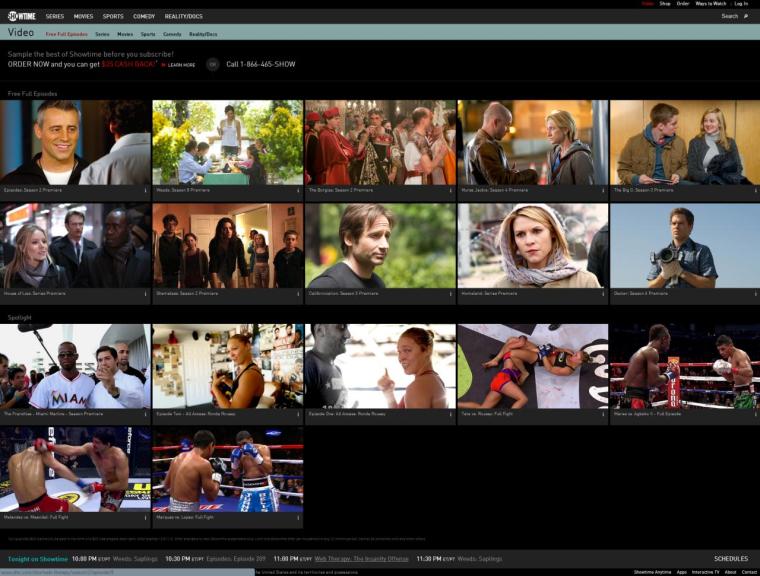 Video Shop Order Ways to Watch Log In
SHOWTIME SERIES MOVIES SPORTS COMEDY REALITY/DOCS Search
Video Free Full Episodes Series Movies Sports Comedy Reality/Docs
Sample the best of Showtime before you subscribe!
ORDER NOW and you can get $25 CASH BACK!* LEARN MORE OR Call 1-866-465-SHOW
Free Full Episodes
Episodes: Season 2 Premiere
Weeds: Season 8 Premiere
The Borgias: Season 2 Premiere
Nurse Jackie: Season 4 Premiere
The Big C: Season 3 Premiere
House of Lies: Series Premiere
Shameless: Season 2 Premiere
Californication: Season 5 Premiere
Homeland: Series Premiere
Dexter: Season 6 Premiere
Spotlight
The Franchise - Miami Marlins - Season Premiere
Episode Two - All Access: Ronda Rousey
Episode One: All Access: Ronda Rousey
Tate vs. Rousey: Full Fight
Mares vs. Agbeko II - Full Episode
MIAMI
Melendez vs. Masvidal: Full Fight
Marquez vs. Lopez: Full Fight
Tonight on Showtime 10:00 PM ET/PT Weeds: Saplings 10:30 PM ET/PT Episodes: Episode 209 11:00 PM ET/PT Web Therapy: The Insanity Offense 11:30 PM ET/PT Weeds: Saplings SCHEDULES
the United States and its territories and possessions. Showtime Anytime Apps Interactive TV About Contact